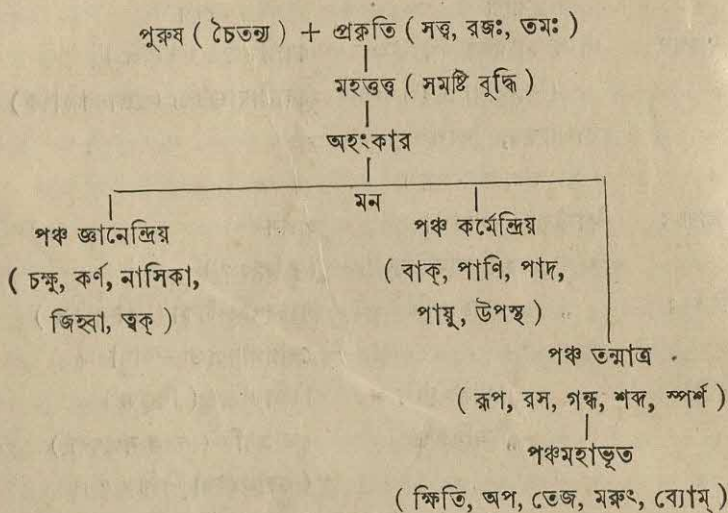 পুরুষ ( চৈতন্য ) + প্রকৃতি ( সত্ত্ব, রজঃ, তমঃ )
মহত্তত্ত্ব ( সমষ্টি বুদ্ধি )
অহংকার
মন
পঞ্চ জ্ঞানেন্দ্রিয়
( চক্ষু, কর্ণ, নাসিকা,
জিহ্বা, ত্বক্ )
পঞ্চ কর্মেন্দ্রিয়
( বাক্, পাণি, পাদ,
পায়ু, উপস্থ )
পঞ্চ তন্মাত্র
( রূপ, রস, গন্ধ, শব্দ, স্পর্শ )
পঞ্চমহাভূত
( ক্ষিতি, অপ, তেজ, মরুৎ, ব্যোম্ )